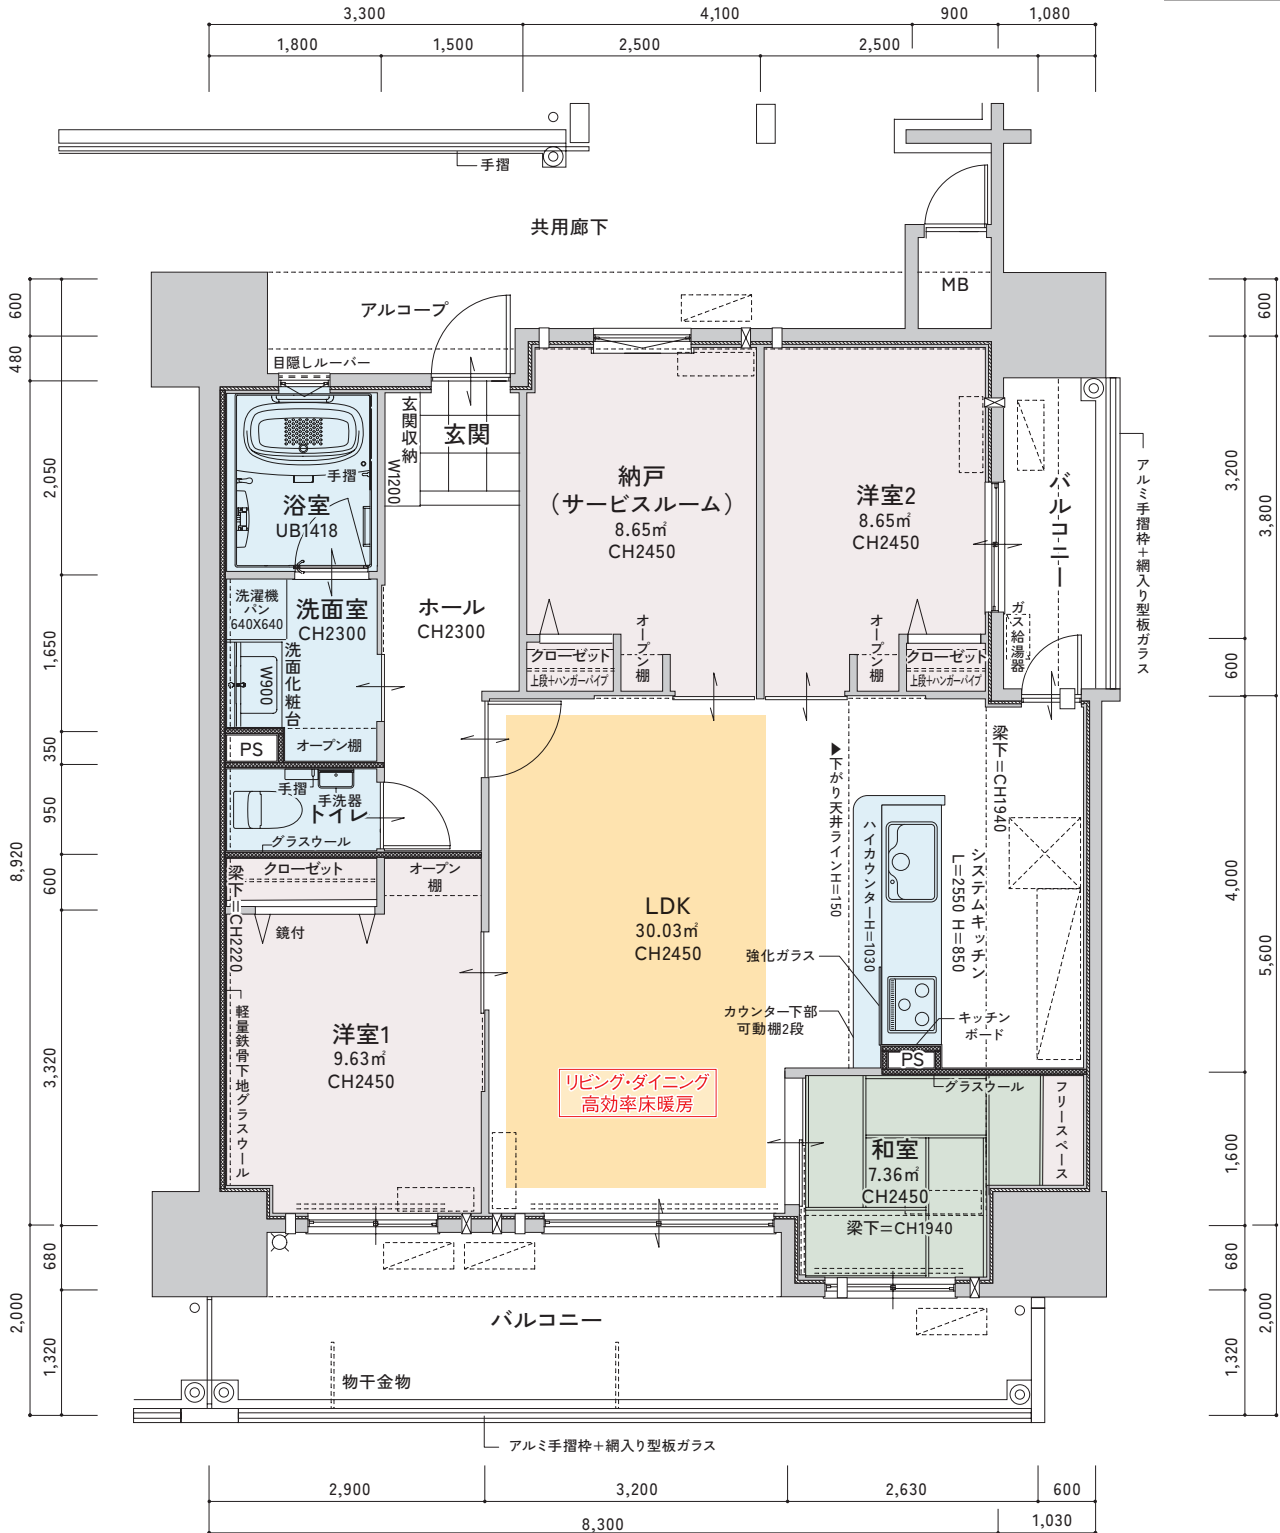 3,300
4,100
900
1,080
1,800
1,500
2,500
2,500
手摺
共用廊下
MB
アルコープ
目隠しルーバー
600
480
2,050
1,650
350
950
8,920
600
3,320
680
2,000
1,320
600
3,200
3,800
600
4,000
5,600
1,600
680
2,000
1,320
玄関収納
W1200
玄関
手摺
浴室
UB1418
納戸
(サービスルーム)
8.65㎡
CH2450
洋室2
8.65㎡
CH2450
バルコニー
アルミ手摺枠+網入り型板ガラス
洗濯機
パン
640X640
洗面室
CH2300
ホール
CH2300
洗面化粧台
W900
オープン棚
クローゼット
上段+ハンガーパイプ
オープン棚
クローゼット
上段+ハンガーパイプ
ガス給湯器
PS
オープン棚
手摺
手洗器
トイレ
グラスウール
▶下がり天井ラインH=150
梁下=CH1940
クローゼット
オープン
棚
梁下=CH2220
鏡付
LDK
30.03㎡
CH2450
ハイカウンターH=1030
システムキッチン
L=2550 H=850
強化ガラス
カウンター下部
可動棚2段
キッチン
ボード
軽量鉄骨下地グラスウール
洋室1
9.63㎡
CH2450
PS
グラスウール
リビング・ダイニング
高効率床暖房
フリースペース
和室
7.36㎡
CH2450
梁下=CH1940
バルコニー
物干金物
アルミ手摺枠+網入り型板ガラス
2,900
3,200
2,630
600
8,300
1,030